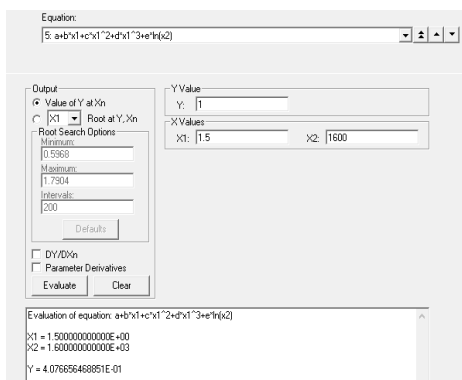 Equation:
5: a+b*x1+c*x1^2+d*x1^3+e*ln(x2)
Output
Value of Y at Xn
X1 Root at Y, Xn
Root Search Options
Minimum:
0.5968
Maximum:
1.7904
Intervals:
200
Defaults
DY/DXn
Parameter Derivatives
Evaluate Clear
Y Value
Y: 1
X Values
X1: 1.5 X2: 1600
Evaluation of equation: a+b*x1+c*x1^2+d*x1^3+e*ln(x2)
X1 = 1.500000000000E+00
X2 = 1.600000000000E+03
Y = 4.076656468851E-01